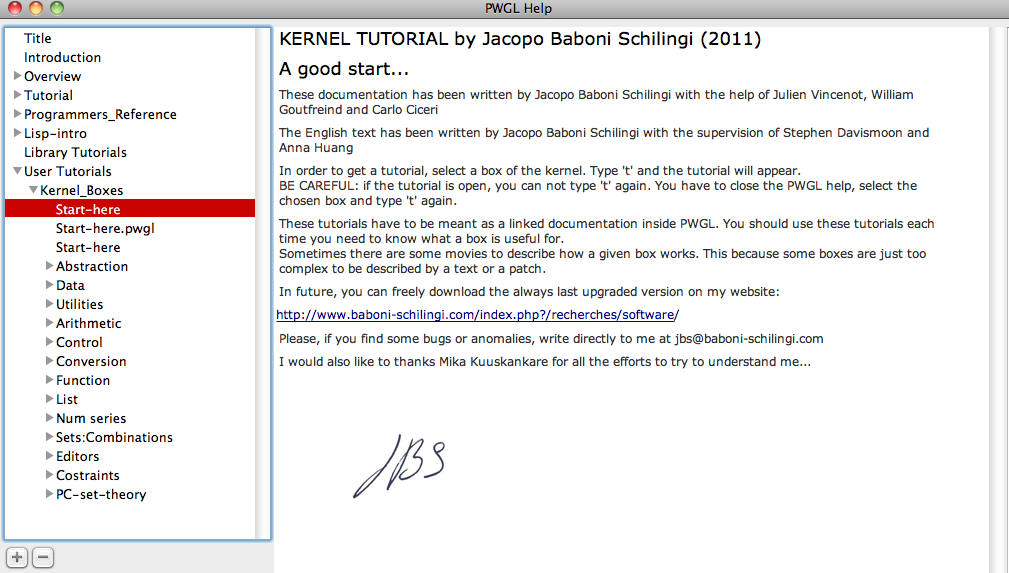 PWGL Help
Title
Introduction
Overview
Tutorial
Programmers_Reference
Lisp-intro
Library Tutorials
User Tutorials
Kernel_Boxes
Start-here
Start-here.pwgl
Start-here
Abstraction
Data
Utilities
Arithmetic
Control
Conversion
Function
List
Num series
Sets:Combinations
Editors
Costraints
PC-set-theory
KERNEL TUTORIAL by Jacopo Baboni Schilingi (2011)
A good start...
These documentation has been written by Jacopo Baboni Schilingi with the help of Julien Vincenot, William
Goutfreind and Carlo Ciceri
The English text has been written by Jacopo Baboni Schilingi with the supervision of Stephen Davismoon and
Anna Huang
In order to get a tutorial, select a box of the kernel. Type 't' and the tutorial will appear.
BE CAREFUL: if the tutorial is open, you can not type 't' again. You have to close the PWGL help, select the
chosen box and type 't' again.
These tutorials have to be meant as a linked documentation inside PWGL. You should use these tutorials each
time you need to know what a box is useful for.
Sometimes there are some movies to describe how a given box works. This because some boxes are just too
complex to be described by a text or a patch.
In future, you can freely download the always last upgraded version on my website:
http://www.baboni-schilingi.com/index.php?/recherches/software/
Please, if you find some bugs or anomalies, write directly to me at jbs@baboni-schilingi.com
I would also like to thanks Mika Kuuskankare for all the efforts to try to understand me...
JBS